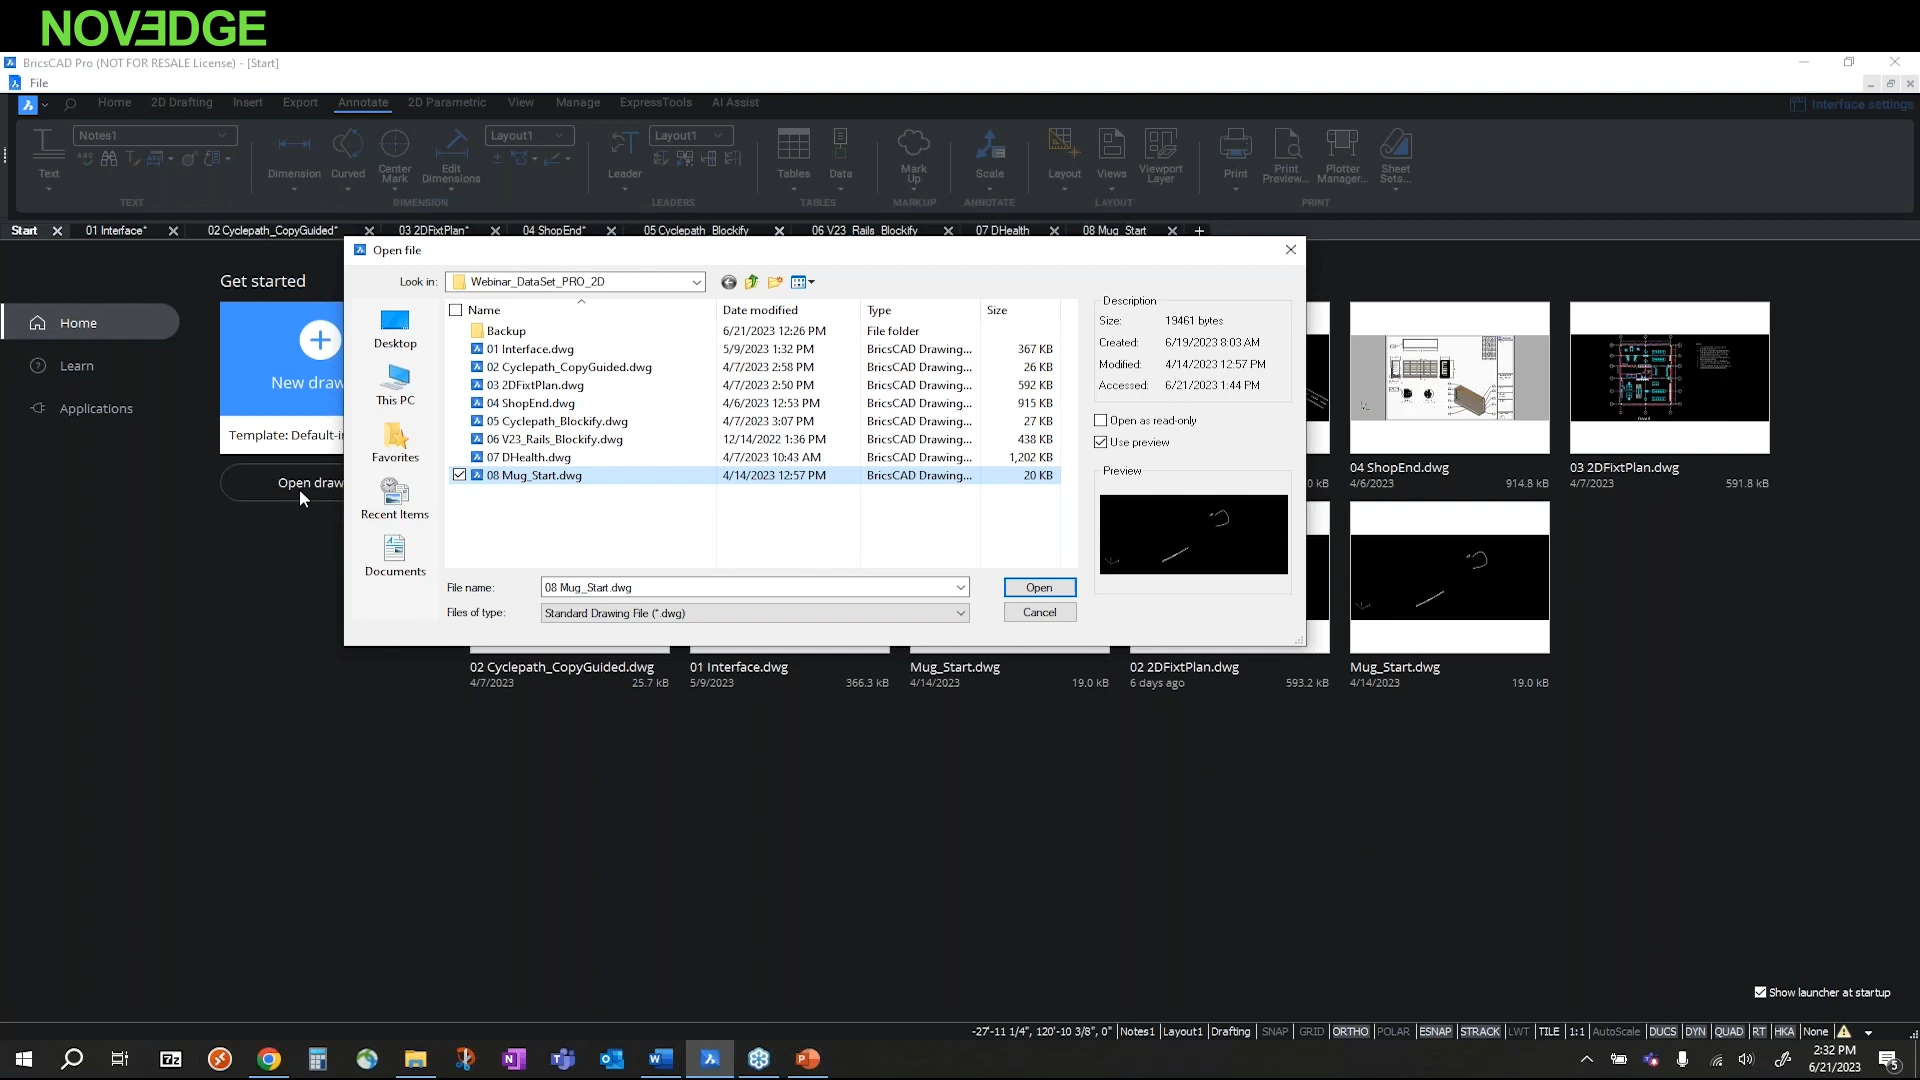 NOVEDGE
BricsCAD Pro (NOT FOR RESALE License) - [Start]
File
Home 2D Drafting Insert Export Annotate 2D Parametric View Manage ExpressTools AI Assist
Interface settings
Notes1 Layout1 Layout1
Text Dimension Curved Center Mark Edit Dimensions Leader Tables Data Mark Up Scale Layout Views Viewport Layer Print Print Preview... Plotter Manager... Sheet Sets...
TEXT DIMENSION LEADERS TABLES MARKUP ANNOTATE LAYOUT PRINT
Start 01 Interface* 02 Cyclepath_CopyGuided* 03 2DFixtPlan* 04 ShopEnd* 05 Cyclepath_Blockify 06 V23_Rails_Blockify 07 DHealth 08 Mug_Start
Get started
Home
Learn
Applications
New draw
Template: Default-i
Open draw
Open file
Look in: Webinar_DataSet_PRO_2D
Desktop
This PC
Favorites
Recent Items
Documents
Name Date modified Type Size
Backup 6/21/2023 12:26 PM File folder
01 Interface.dwg 5/9/2023 1:32 PM BricsCAD Drawing... 367 KB
02 Cyclepath_CopyGuided.dwg 4/7/2023 2:58 PM BricsCAD Drawing... 26 KB
03 2DFixtPlan.dwg 4/7/2023 2:50 PM BricsCAD Drawing... 592 KB
04 ShopEnd.dwg 4/6/2023 12:53 PM BricsCAD Drawing... 915 KB
05 Cyclepath_Blockify.dwg 4/7/2023 3:07 PM BricsCAD Drawing... 27 KB
06 V23_Rails_Blockify.dwg 12/14/2022 1:36 PM BricsCAD Drawing... 438 KB
07 DHealth.dwg 4/7/2023 10:43 AM BricsCAD Drawing... 1,202 KB
08 Mug_Start.dwg 4/14/2023 12:57 PM BricsCAD Drawing... 20 KB
File name: 08 Mug_Start.dwg Open
Files of type: Standard Drawing File (*.dwg) Cancel
Description
Size: 19461 bytes
Created: 6/19/2023 8:03 AM
Modified: 4/14/2023 12:57 PM
Accessed: 6/21/2023 1:44 PM
Open as read-only
Use preview
Preview
04 ShopEnd.dwg 03 2DFixtPlan.dwg
0 kB 4/6/2023 914.8 kB 4/7/2023 591.8 kB
02 Cyclepath_CopyGuided.dwg 01 Interface.dwg Mug_Start.dwg 02 2DFixtPlan.dwg Mug_Start.dwg
4/7/2023 25.7 kB 5/9/2023 366.3 kB 4/14/2023 19.0 kB 6 days ago 593.2 kB 4/14/2023 19.0 kB
Show launcher at startup
-27'-11 1/4", 120'-10 3/8", 0" Notes1 Layout1 Drafting SNAP GRID ORTHO POLAR ESNAP STRACK LWT TILE 1:1 AutoScale DUCS DYN QUAD RT HKA None
2:32 PM
6/21/2023
5